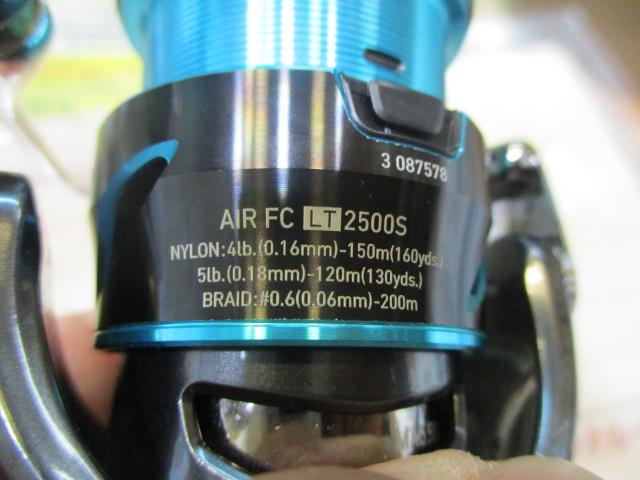 3 087578
AIR FC LT 2500S
NYLON:4lb.(0.16mm)-150m(160yds.)
5lb.(0.18mm)-120m(130yds.)
BRAID:#0.6(0.06mm)-200m